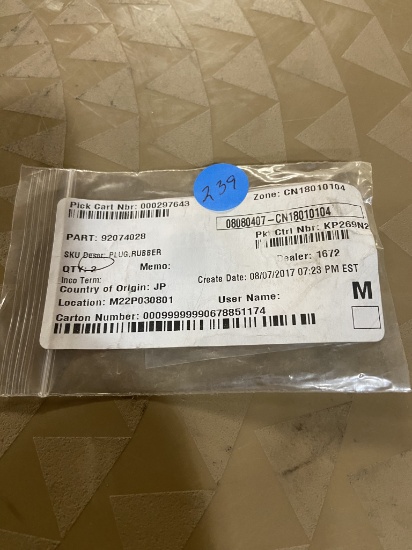 Pick Cart Nbr: 000297643
239
Zone: CN18010104
08080407-CN18010104
PART: 92074028
Pkt Ctrl Nbr: KP269N2
SKU Descr: PLUG,RUBBER
Dealer: 1672
QTY: 2
Memo:
Create Date: 08/07/2017 07:23 PM EST
Inco Term:
Country of Origin: JP
Location: M22P030801
User Name:
M
Carton Number: 00099999990678851174